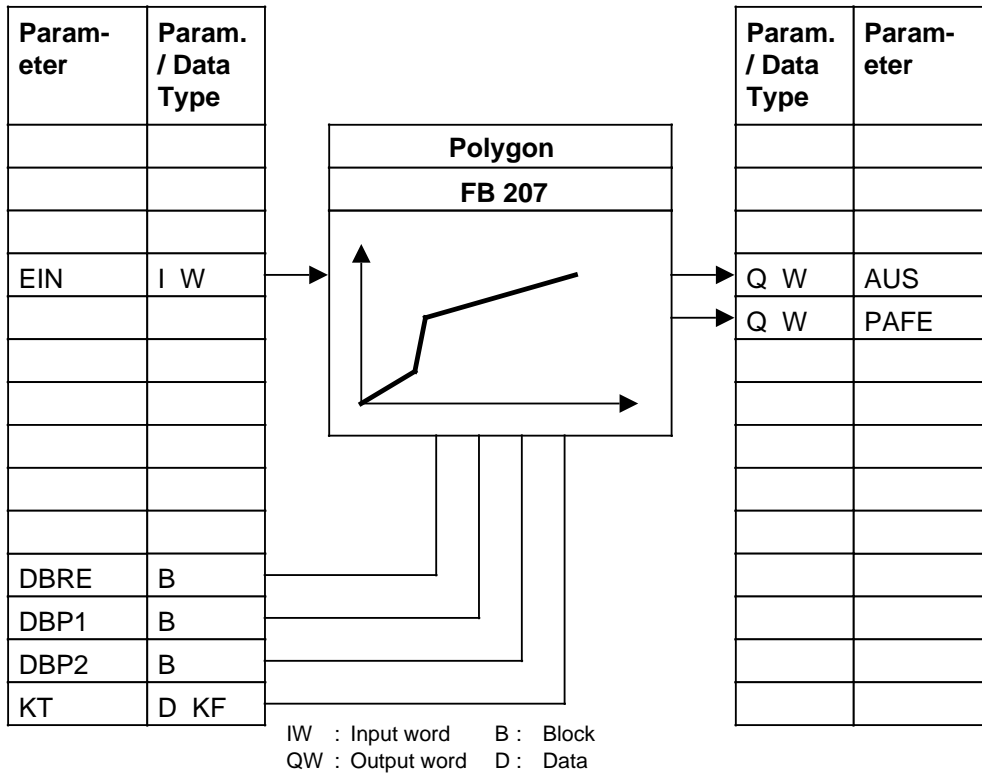 Param-
eter
Param.
/ Data
Type
Param.
/ Data
Type
Param-
eter
Polygon
FB 207
EIN I W
Q W AUS
Q W PAFE
DBRE B
DBP1 B
DBP2 B
KT D KF
IW : Input word B : Block
QW : Output word D : Data